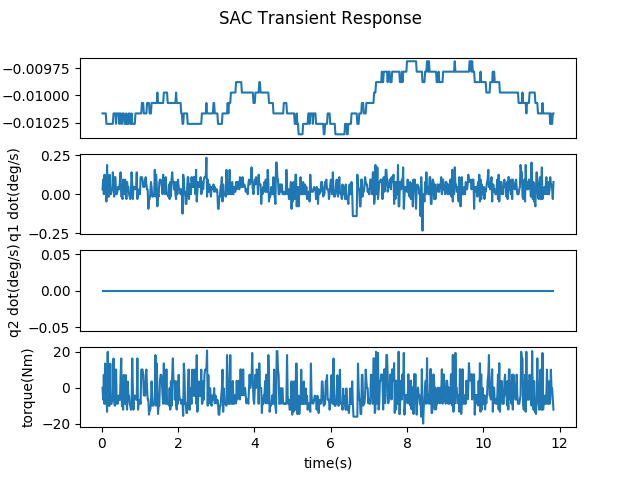 SAC Transient Response
−0.00975
−0.01000
−0.01025
0.25
0.00
−0.25
q1 dot(deg/s)
0.05
0.00
−0.05
q2 dot(deg/s)
20
0
−20
torque(Nm)
0 2 4 6 8 10 12
time(s)